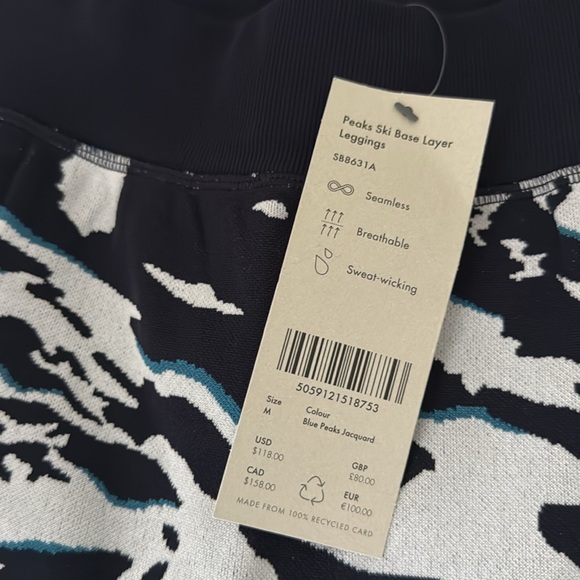 Peaks Ski Base Layer
Leggings
SB8631A
Seamless
Breathable
Sweat-wicking
5059121518753
Size
M
Colour
Blue Peaks Jacquard
USD
$118.00
GBP
£80.00
CAD
$158.00
EUR
€100.00
MADE FROM 100% RECYCLED CARD